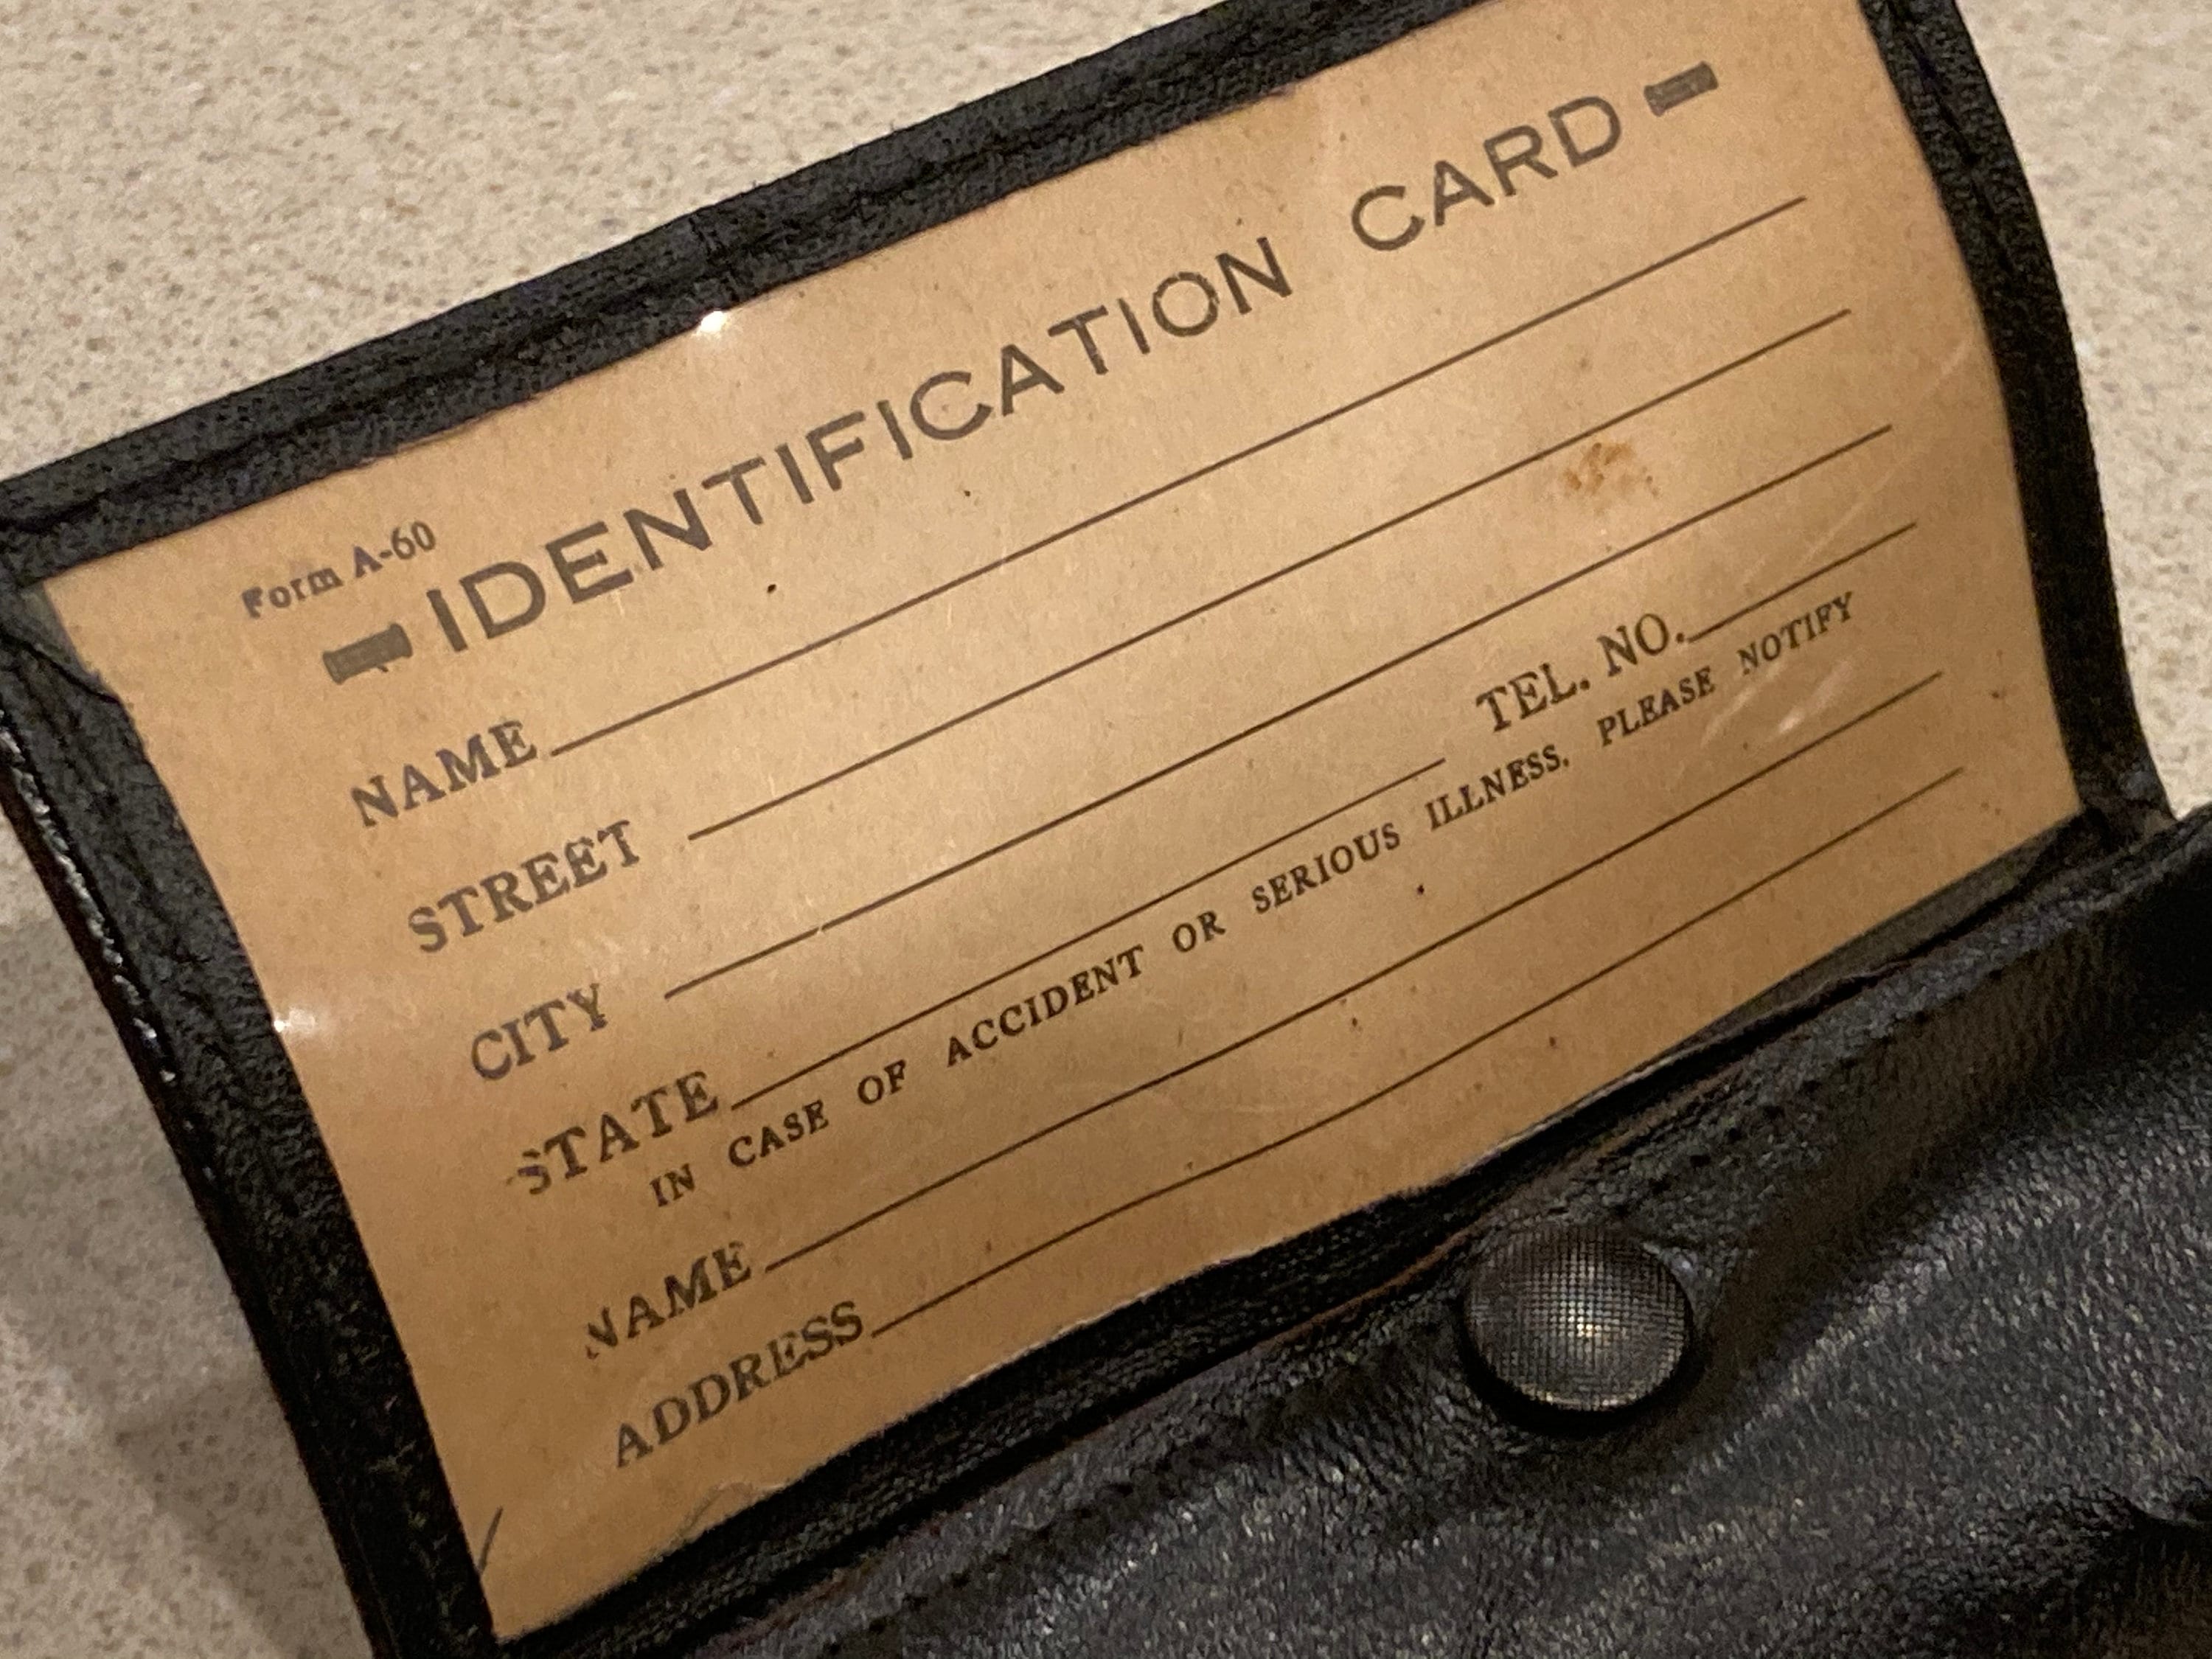 Form A-60
IDENTIFICATION CARD
NAME
STREET
CITY
STATE TEL. NO.
IN CASE OF ACCIDENT OR SERIOUS ILLNESS, PLEASE NOTIFY
NAME
ADDRESS